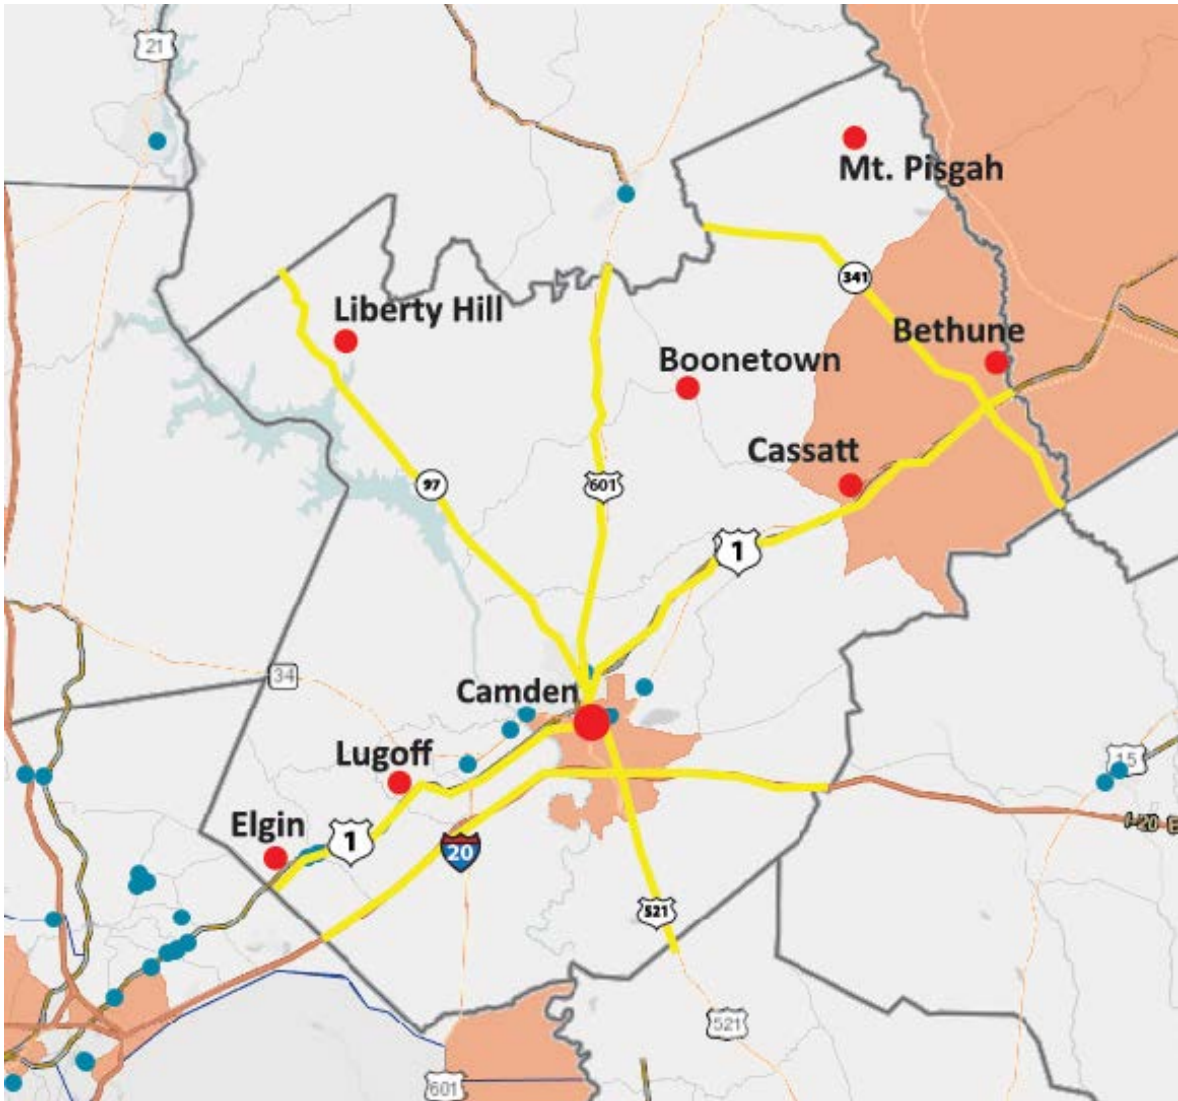 21
Mt. Pisgah
341
Liberty Hill
Bethune
Boonetown
Cassatt
97
601
1
34
Camden
15
Lugoff
I-20 E
Elgin
1
20
521
521
601